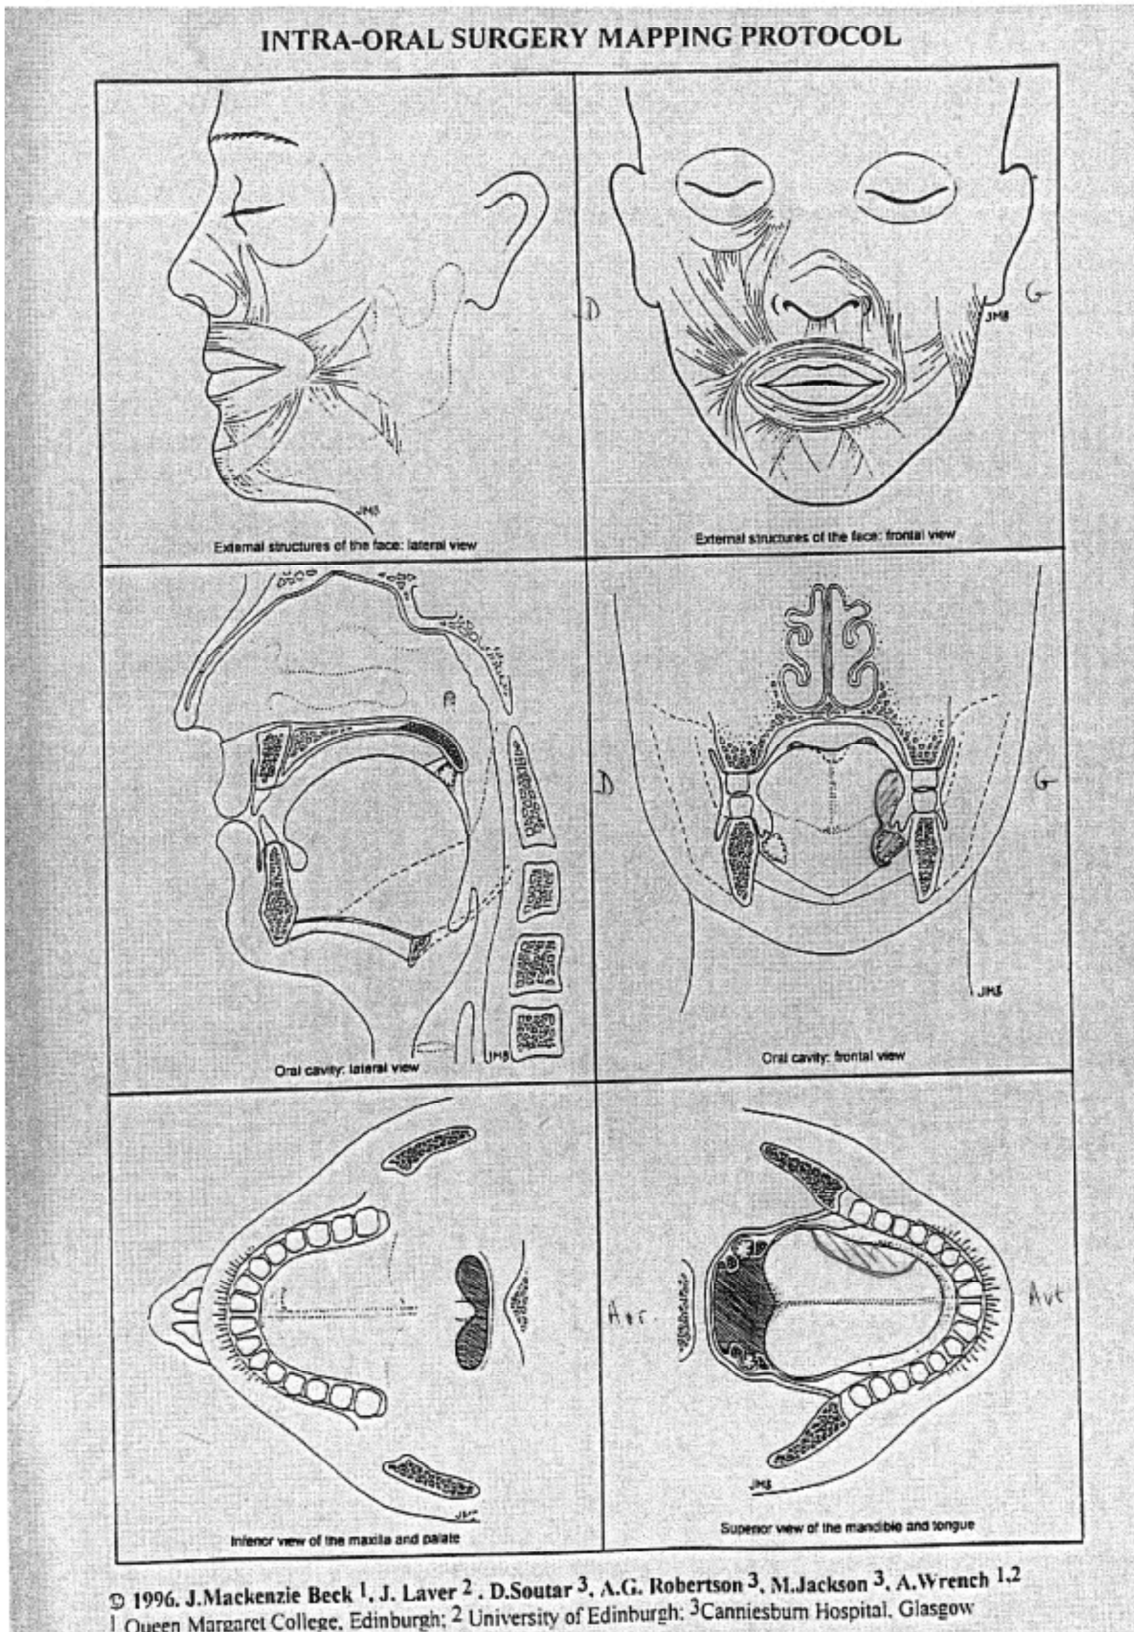 INTRA-ORAL SURGERY MAPPING PROTOCOL
D
G
JMB
JMB
External structures of the face: lateral view
External structures of the face: frontal view
D
G
JMB
JMB
Oral cavity: lateral view
Oral cavity: frontal view
Arr.
Avt
JMB
JMB
Inferior view of the maxilla and palate
Superior view of the mandible and tongue
© 1996. J.Mackenzie Beck 1, J. Laver 2. D.Soutar 3, A.G. Robertson 3, M.Jackson 3, A.Wrench 1,2
1 Queen Margaret College, Edinburgh; 2 University of Edinburgh; 3Canniesburn Hospital, Glasgow